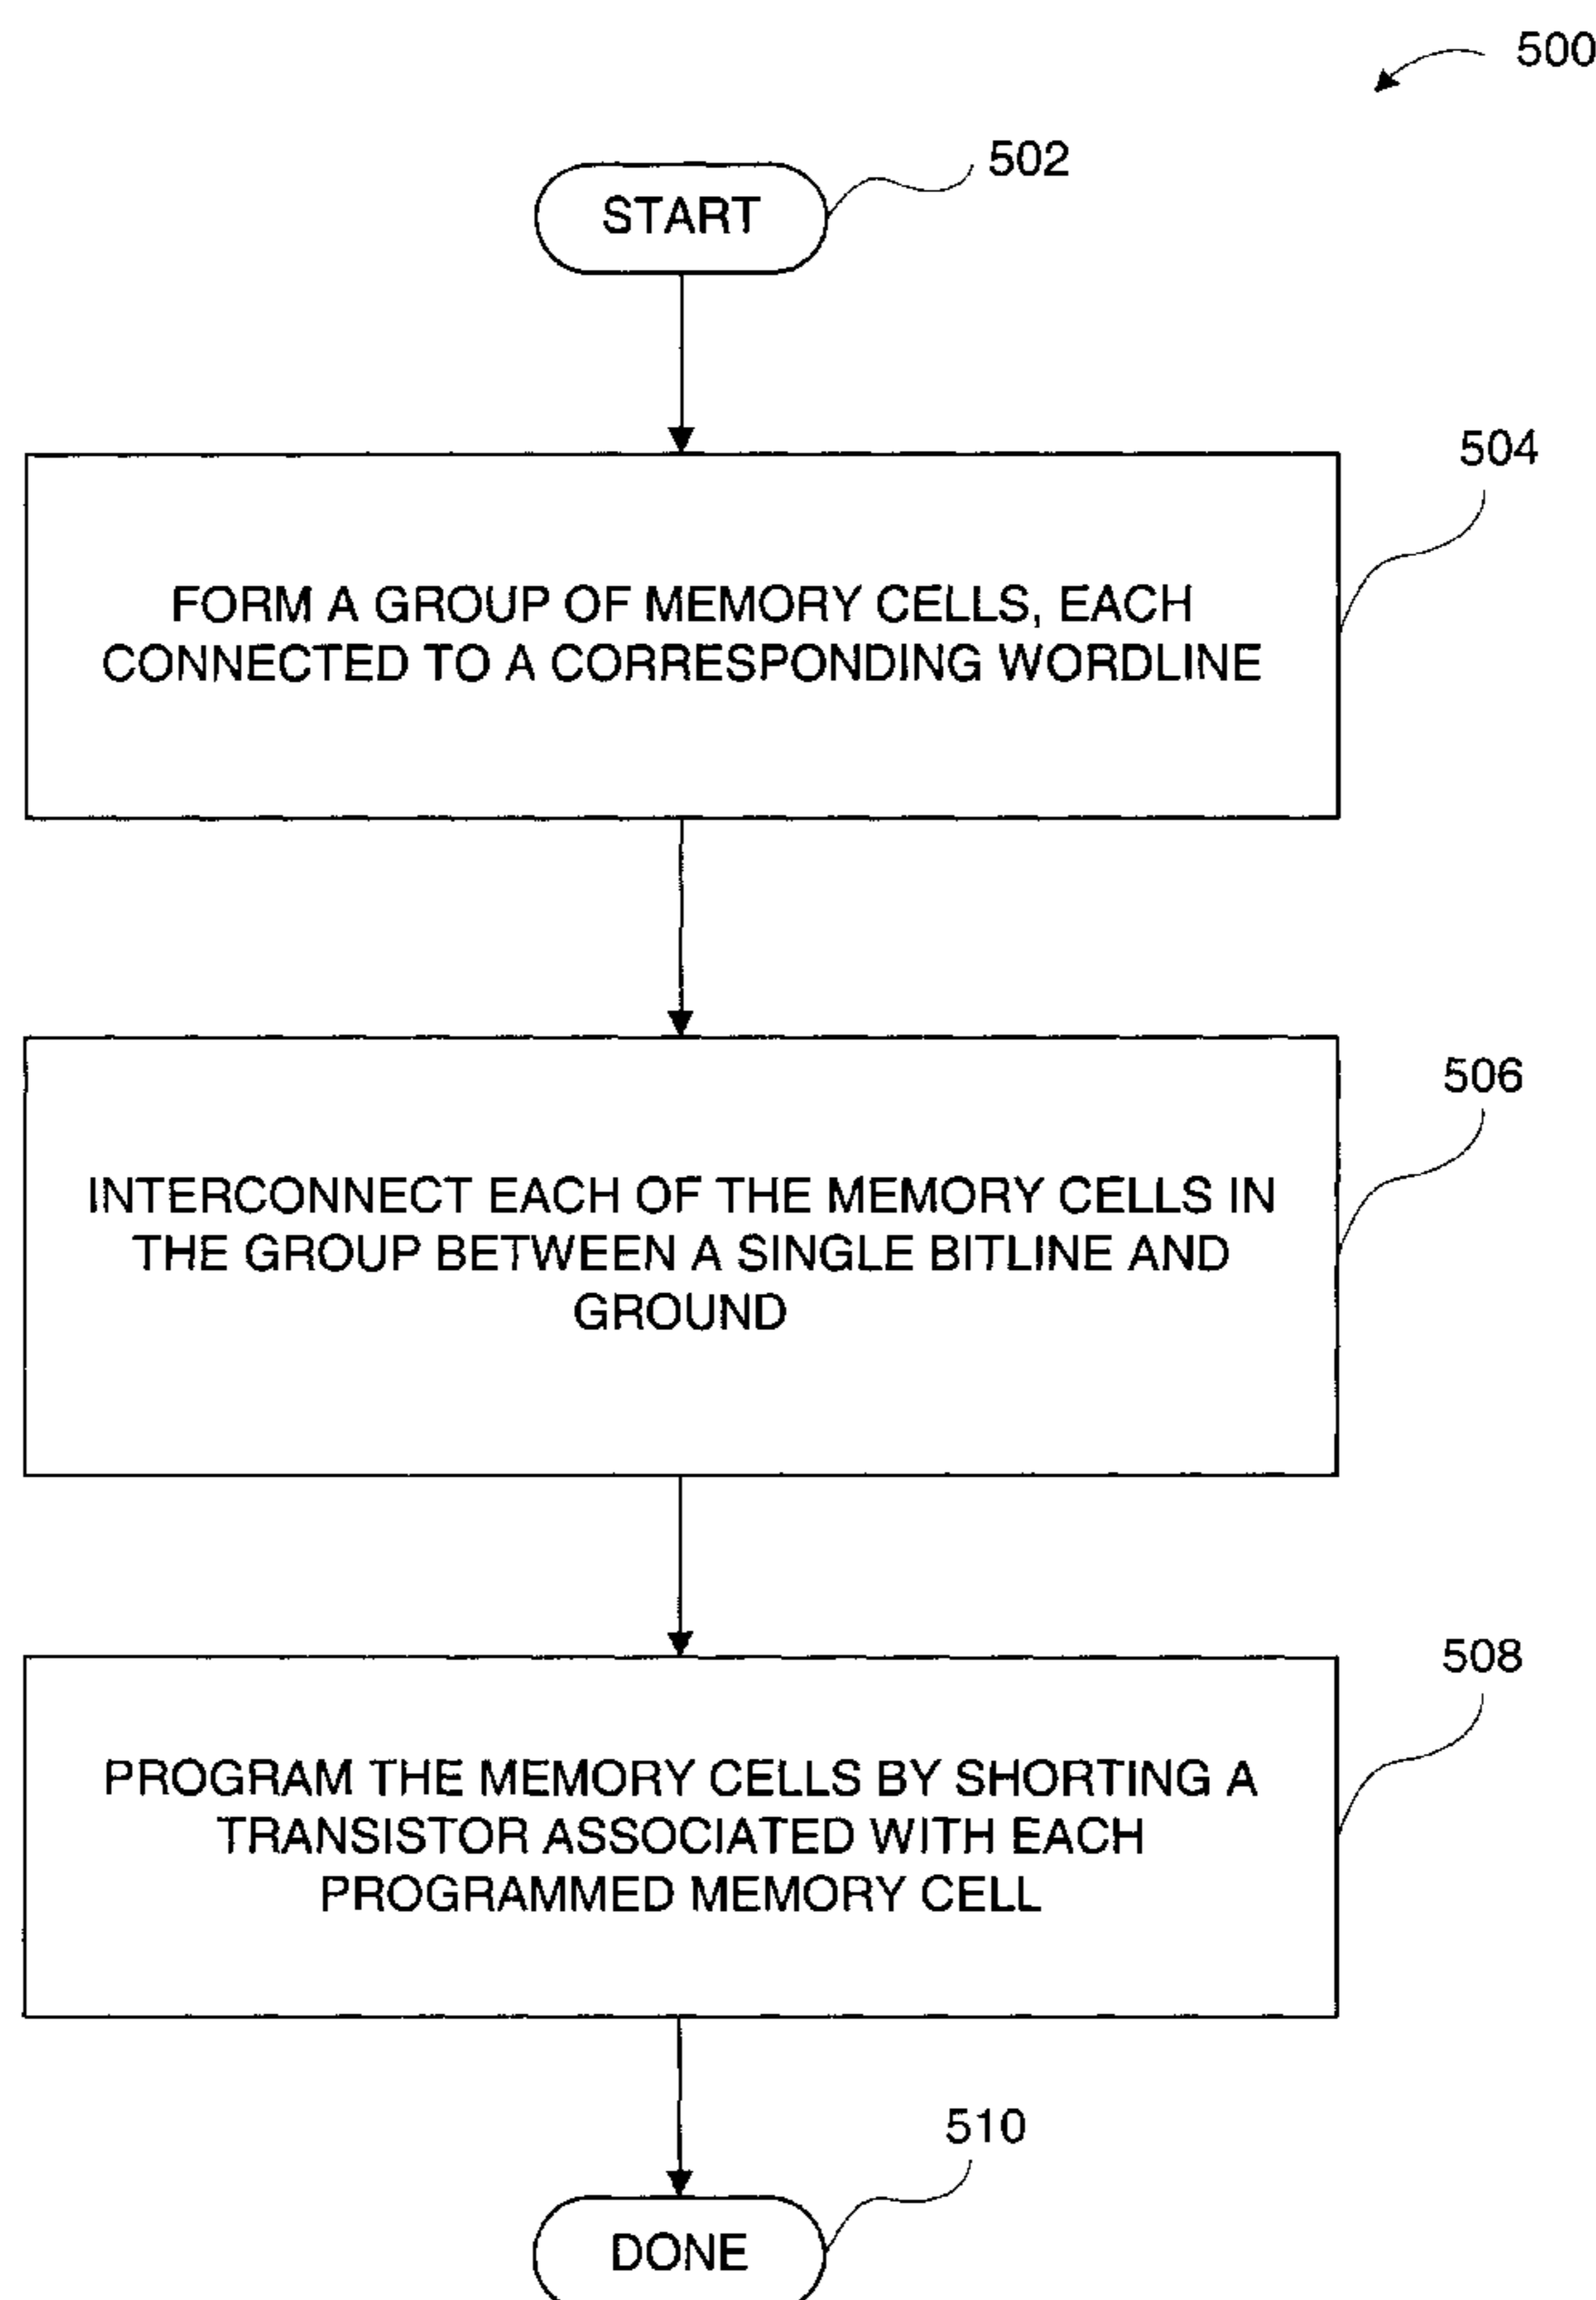 500
502
START
504
FORM A GROUP OF MEMORY CELLS, EACH
CONNECTED TO A CORRESPONDING WORDLINE
506
INTERCONNECT EACH OF THE MEMORY CELLS IN
THE GROUP BETWEEN A SINGLE BITLINE AND
GROUND
508
PROGRAM THE MEMORY CELLS BY SHORTING A
TRANSISTOR ASSOCIATED WITH EACH
PROGRAMMED MEMORY CELL
510
DONE